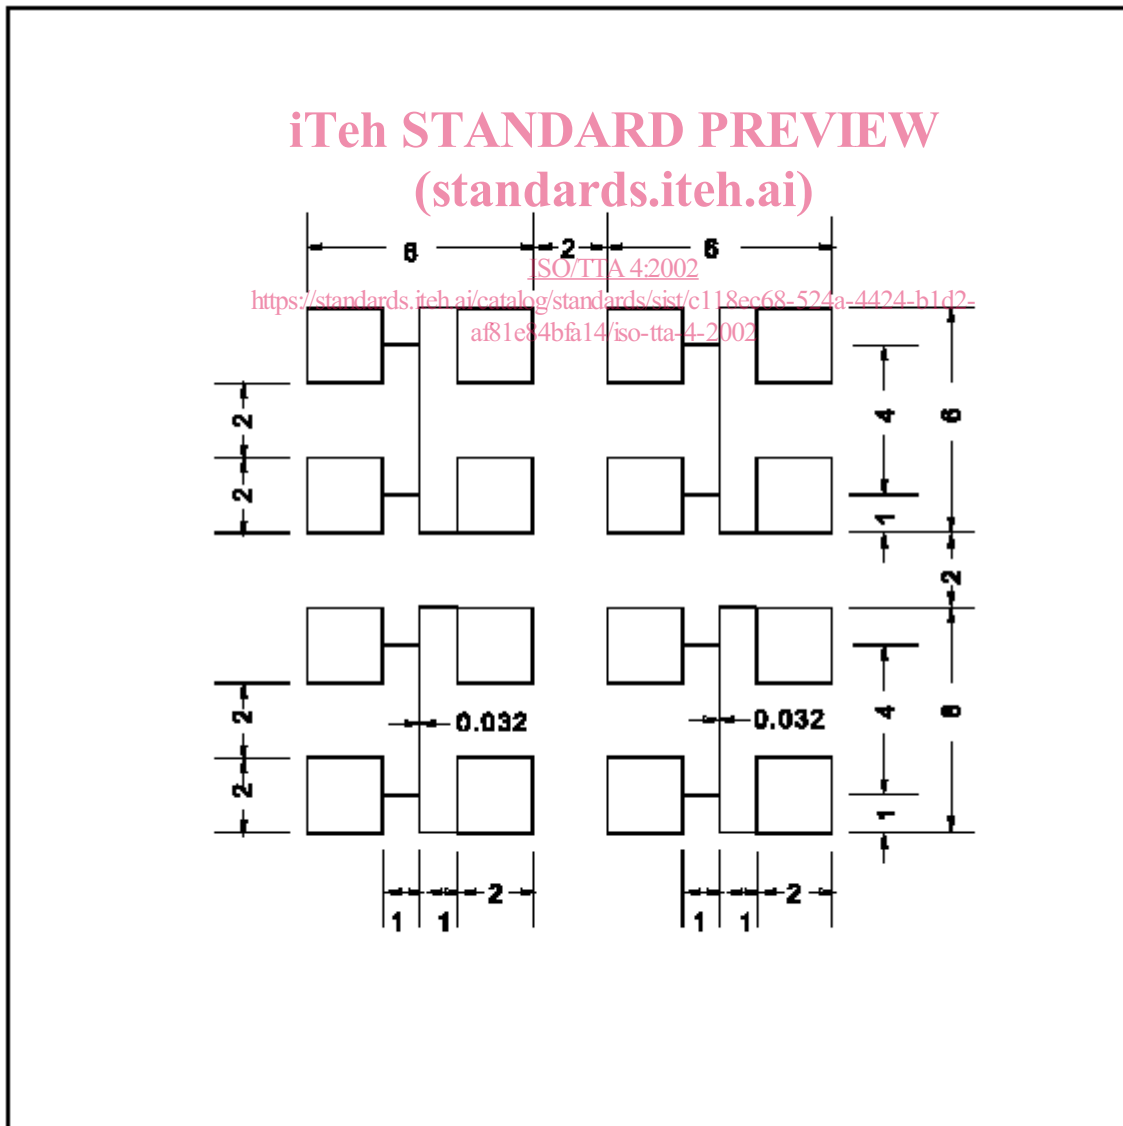 iTeh STANDARD PREVIEW
(standards.iteh.ai)
6 2 6
ISO/TTA 4:2002
https://standards.iteh.ai/catalog/standards/sist/c118ec68-524a-4424-b1d2-
af81e84bfa14/iso-tta-4-2002
2 4 6
2 1
2
2 0.032 0.032 4 6
2 1
1 1 2 1 1 2